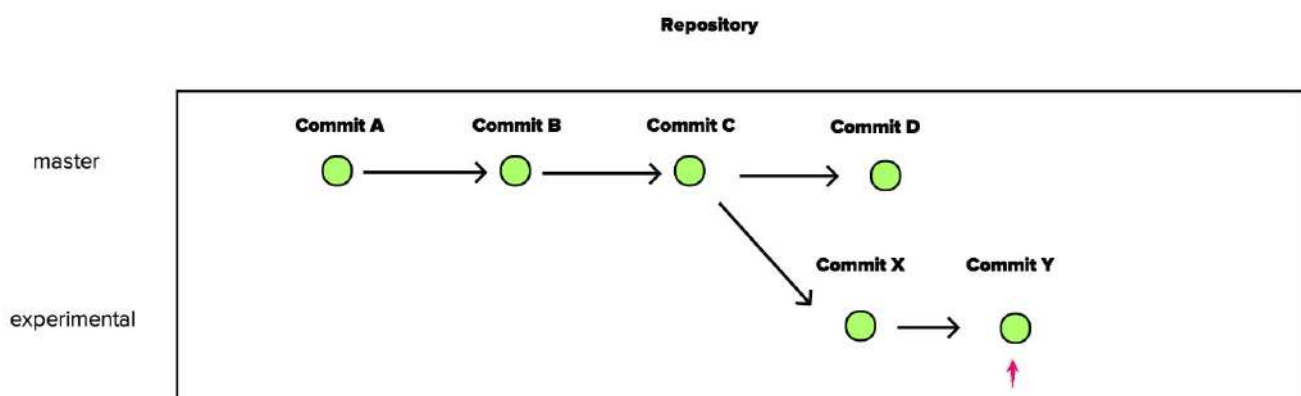 Repository
Commit A
Commit B
Commit C
Commit D
master
Commit X
Commit Y
experimental